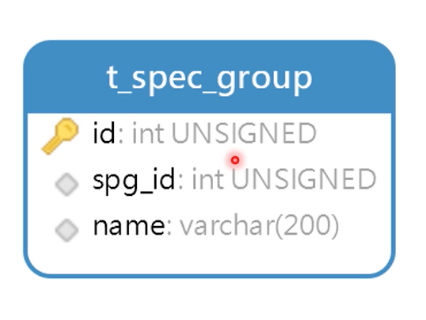 t_spec_group
id: int UNSIGNED
spg_id: int UNSIGNED
name: varchar(200)